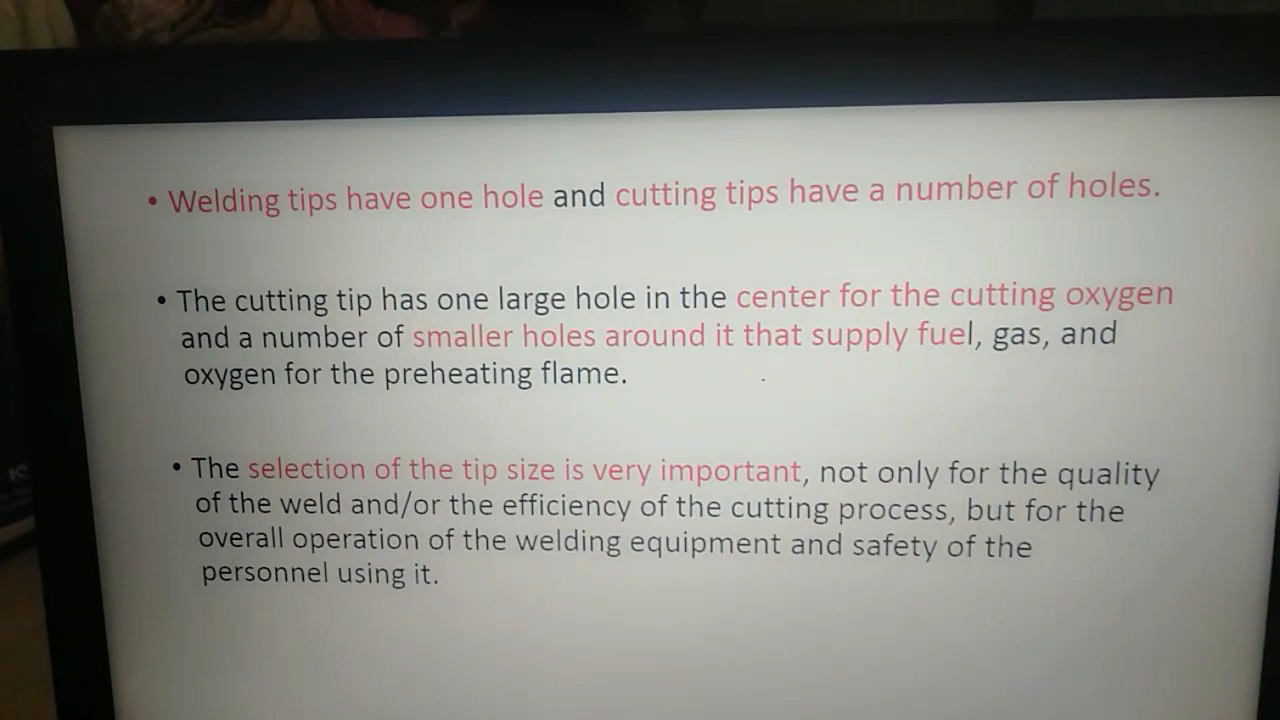 • Welding tips have one hole and cutting tips have a number of holes.
• The cutting tip has one large hole in the center for the cutting oxygen
and a number of smaller holes around it that supply fuel, gas, and
oxygen for the preheating flame.
• The selection of the tip size is very important, not only for the quality
of the weld and/or the efficiency of the cutting process, but for the
overall operation of the welding equipment and safety of the
personnel using it.